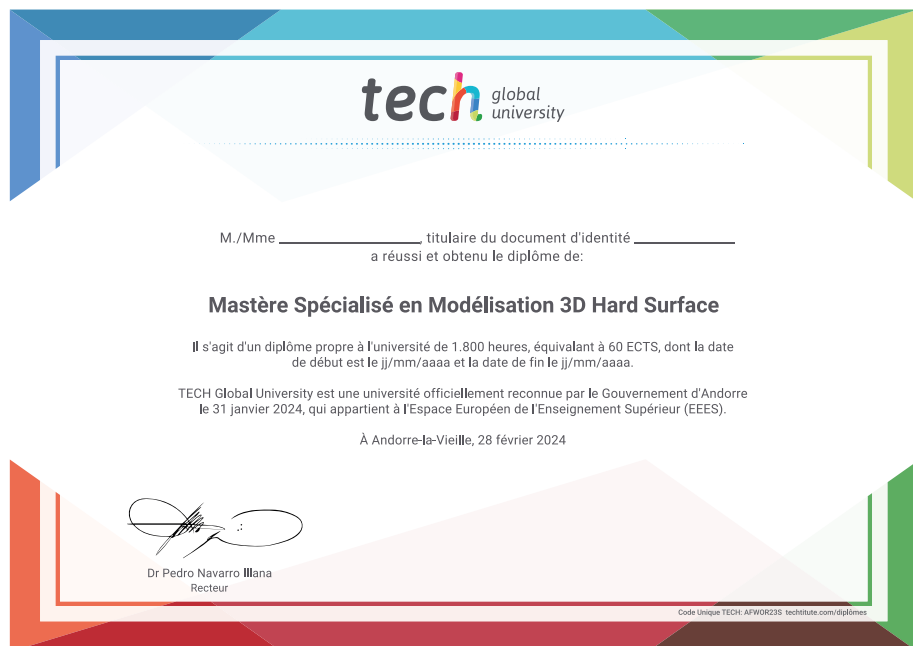 tech global university
M./Mme ____________, titulaire du document d'identité ____________
a réussi et obtenu le diplôme de:
Mastère Spécialisé en Modélisation 3D Hard Surface
Il s'agit d'un diplôme propre à l'université de 1.800 heures, équivalant à 60 ECTS, dont la date
de début est le jj/mm/aaaa et la date de fin le jj/mm/aaaa.
TECH Global University est une université officiellement reconnue par le Gouvernement d'Andorre
le 31 janvier 2024, qui appartient à l'Espace Européen de l'Enseignement Supérieur (EEES).
À Andorre-la-Vieille, 28 février 2024
Dr Pedro Navarro Illana
Recteur
Code Unique TECH: AFWOR23S techtitute.com/diplômes